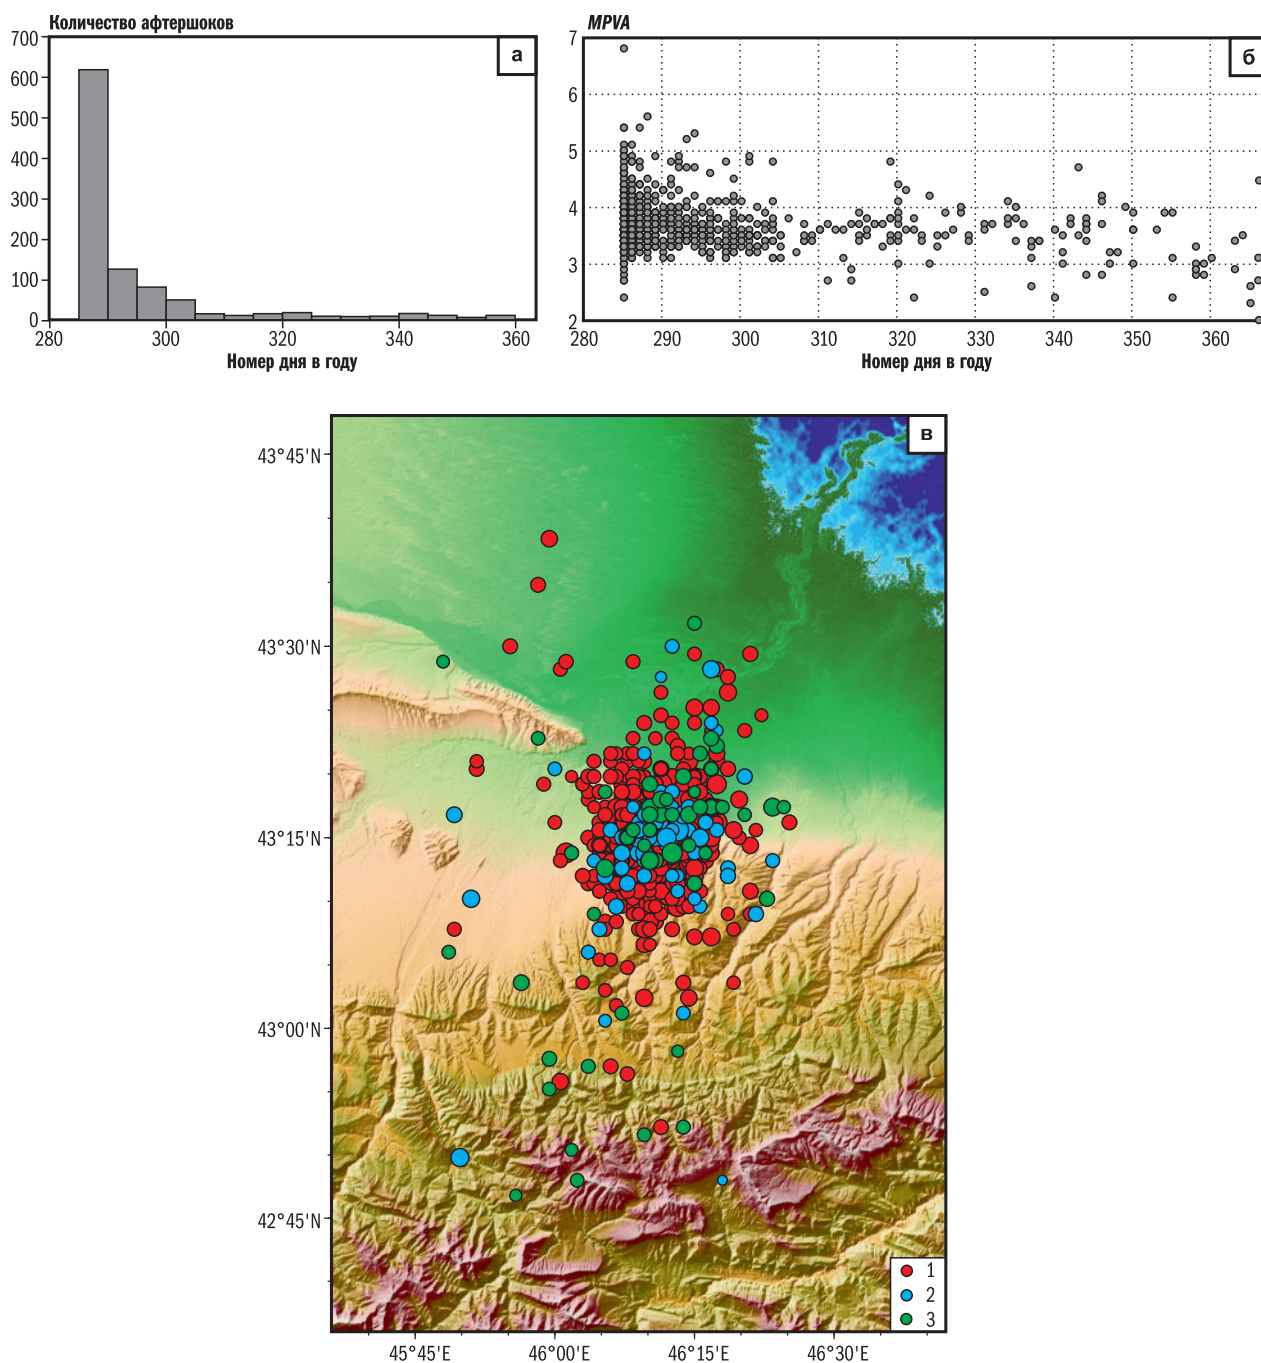 Количество афтершоков
700
600
500
400
300
200
100
0
280
300
320
340
360
Номер дня в году
а
MPVA
7
6
5
4
3
2
280
290
300
310
320
330
340
350
360
Номер дня в году
б
в
43°45'N
43°30'N
43°15'N
43°00'N
42°45'N
45°45'E
46°00'E
46°15'E
46°30'E
1
2
3